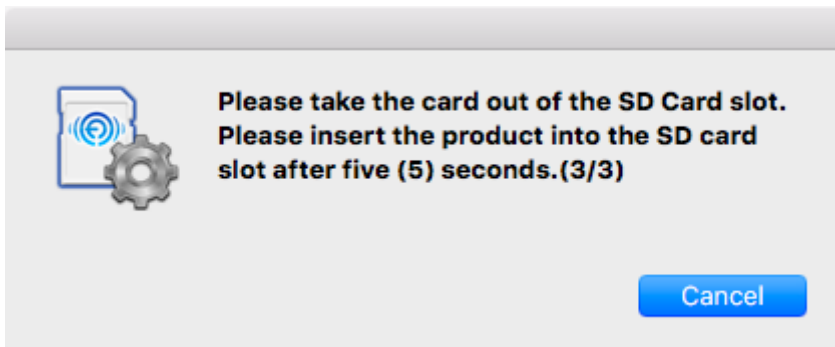 Please take the card out of the SD Card slot.
Please insert the product into the SD card
slot after five (5) seconds.(3/3)
Cancel